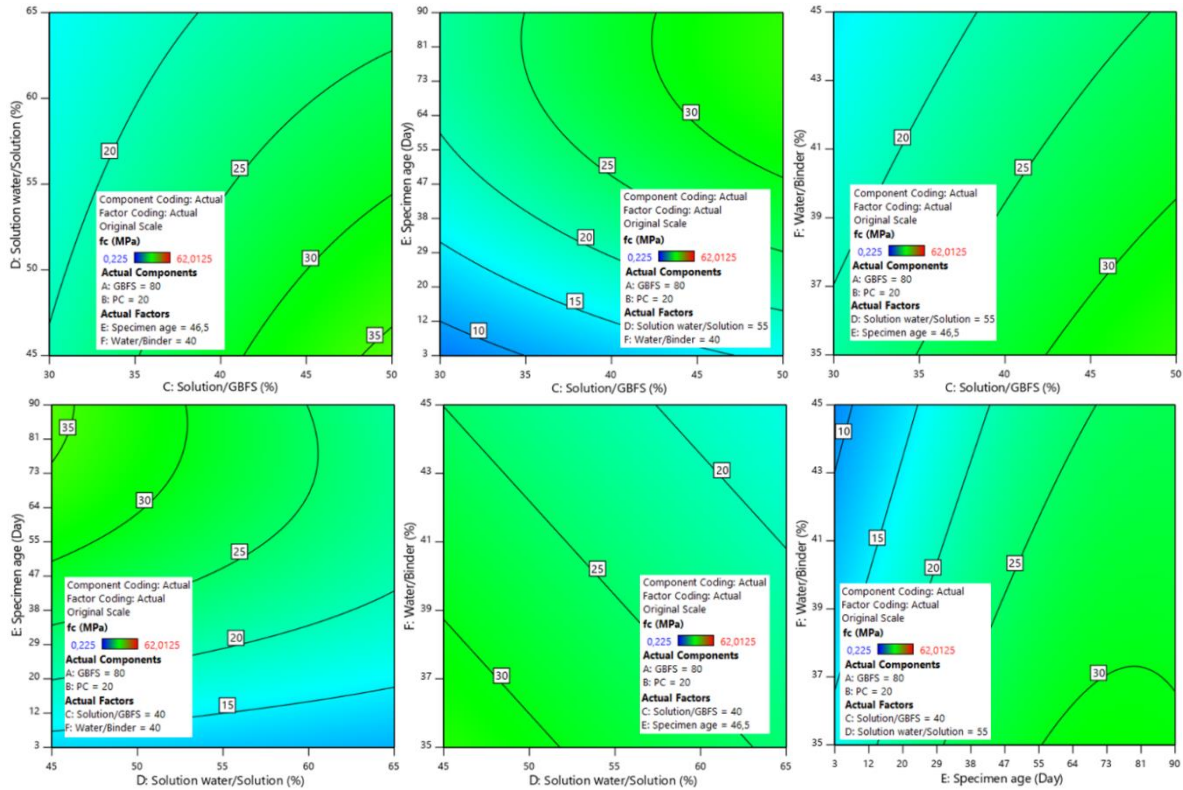 65
60
55
50
45
D: Solution water/Solution (%)
20
25
30
35
Component Coding: Actual
Factor Coding: Actual
Original Scale
fc (MPa)
0,225 62,0125
Actual Components
A: GBFS = 80
B: PC = 20
Actual Factors
E: Specimen age = 46,5
F: Water/Binder = 40
30 35 40 45 50
C: Solution/GBFS (%)
90
81
73
64
55
47
38
29
20
12
3
E: Specimen age (Day)
30
25
20
15
10
Component Coding: Actual
Factor Coding: Actual
Original Scale
fc (MPa)
0,225 62,0125
Actual Components
A: GBFS = 80
B: PC = 20
Actual Factors
D: Solution water/Solution = 55
F: Water/Binder = 40
30 35 40 45 50
C: Solution/GBFS (%)
45
43
41
39
37
35
F: Water/Binder (%)
20
25
30
Component Coding: Actual
Factor Coding: Actual
Original Scale
fc (MPa)
0,225 62,0125
Actual Components
A: GBFS = 80
B: PC = 20
Actual Factors
D: Solution water/Solution = 55
E: Specimen age = 46,5
30 35 40 45 50
C: Solution/GBFS (%)
90
81
73
64
55
47
38
29
20
12
3
E: Specimen age (Day)
35
30
25
20
15
Component Coding: Actual
Factor Coding: Actual
Original Scale
fc (MPa)
0,225 62,0125
Actual Components
A: GBFS = 80
B: PC = 20
Actual Factors
C: Solution/GBFS = 40
F: Water/Binder = 40
45 50 55 60 65
D: Solution water/Solution (%)
45
43
41
39
37
35
F: Water/Binder (%)
20
25
30
Component Coding: Actual
Factor Coding: Actual
Original Scale
fc (MPa)
0,225 62,0125
Actual Components
A: GBFS = 80
B: PC = 20
Actual Factors
C: Solution/GBFS = 40
E: Specimen age = 46,5
45 50 55 60 65
D: Solution water/Solution (%)
45
43
41
39
37
35
F: Water/Binder (%)
10
15
20
25
30
Component Coding: Actual
Factor Coding: Actual
Original Scale
fc (MPa)
0,225 62,0125
Actual Components
A: GBFS = 80
B: PC = 20
Actual Factors
C: Solution/GBFS = 40
D: Solution water/Solution = 55
3 12 20 29 38 47 55 64 73 81 90
E: Specimen age (Day)